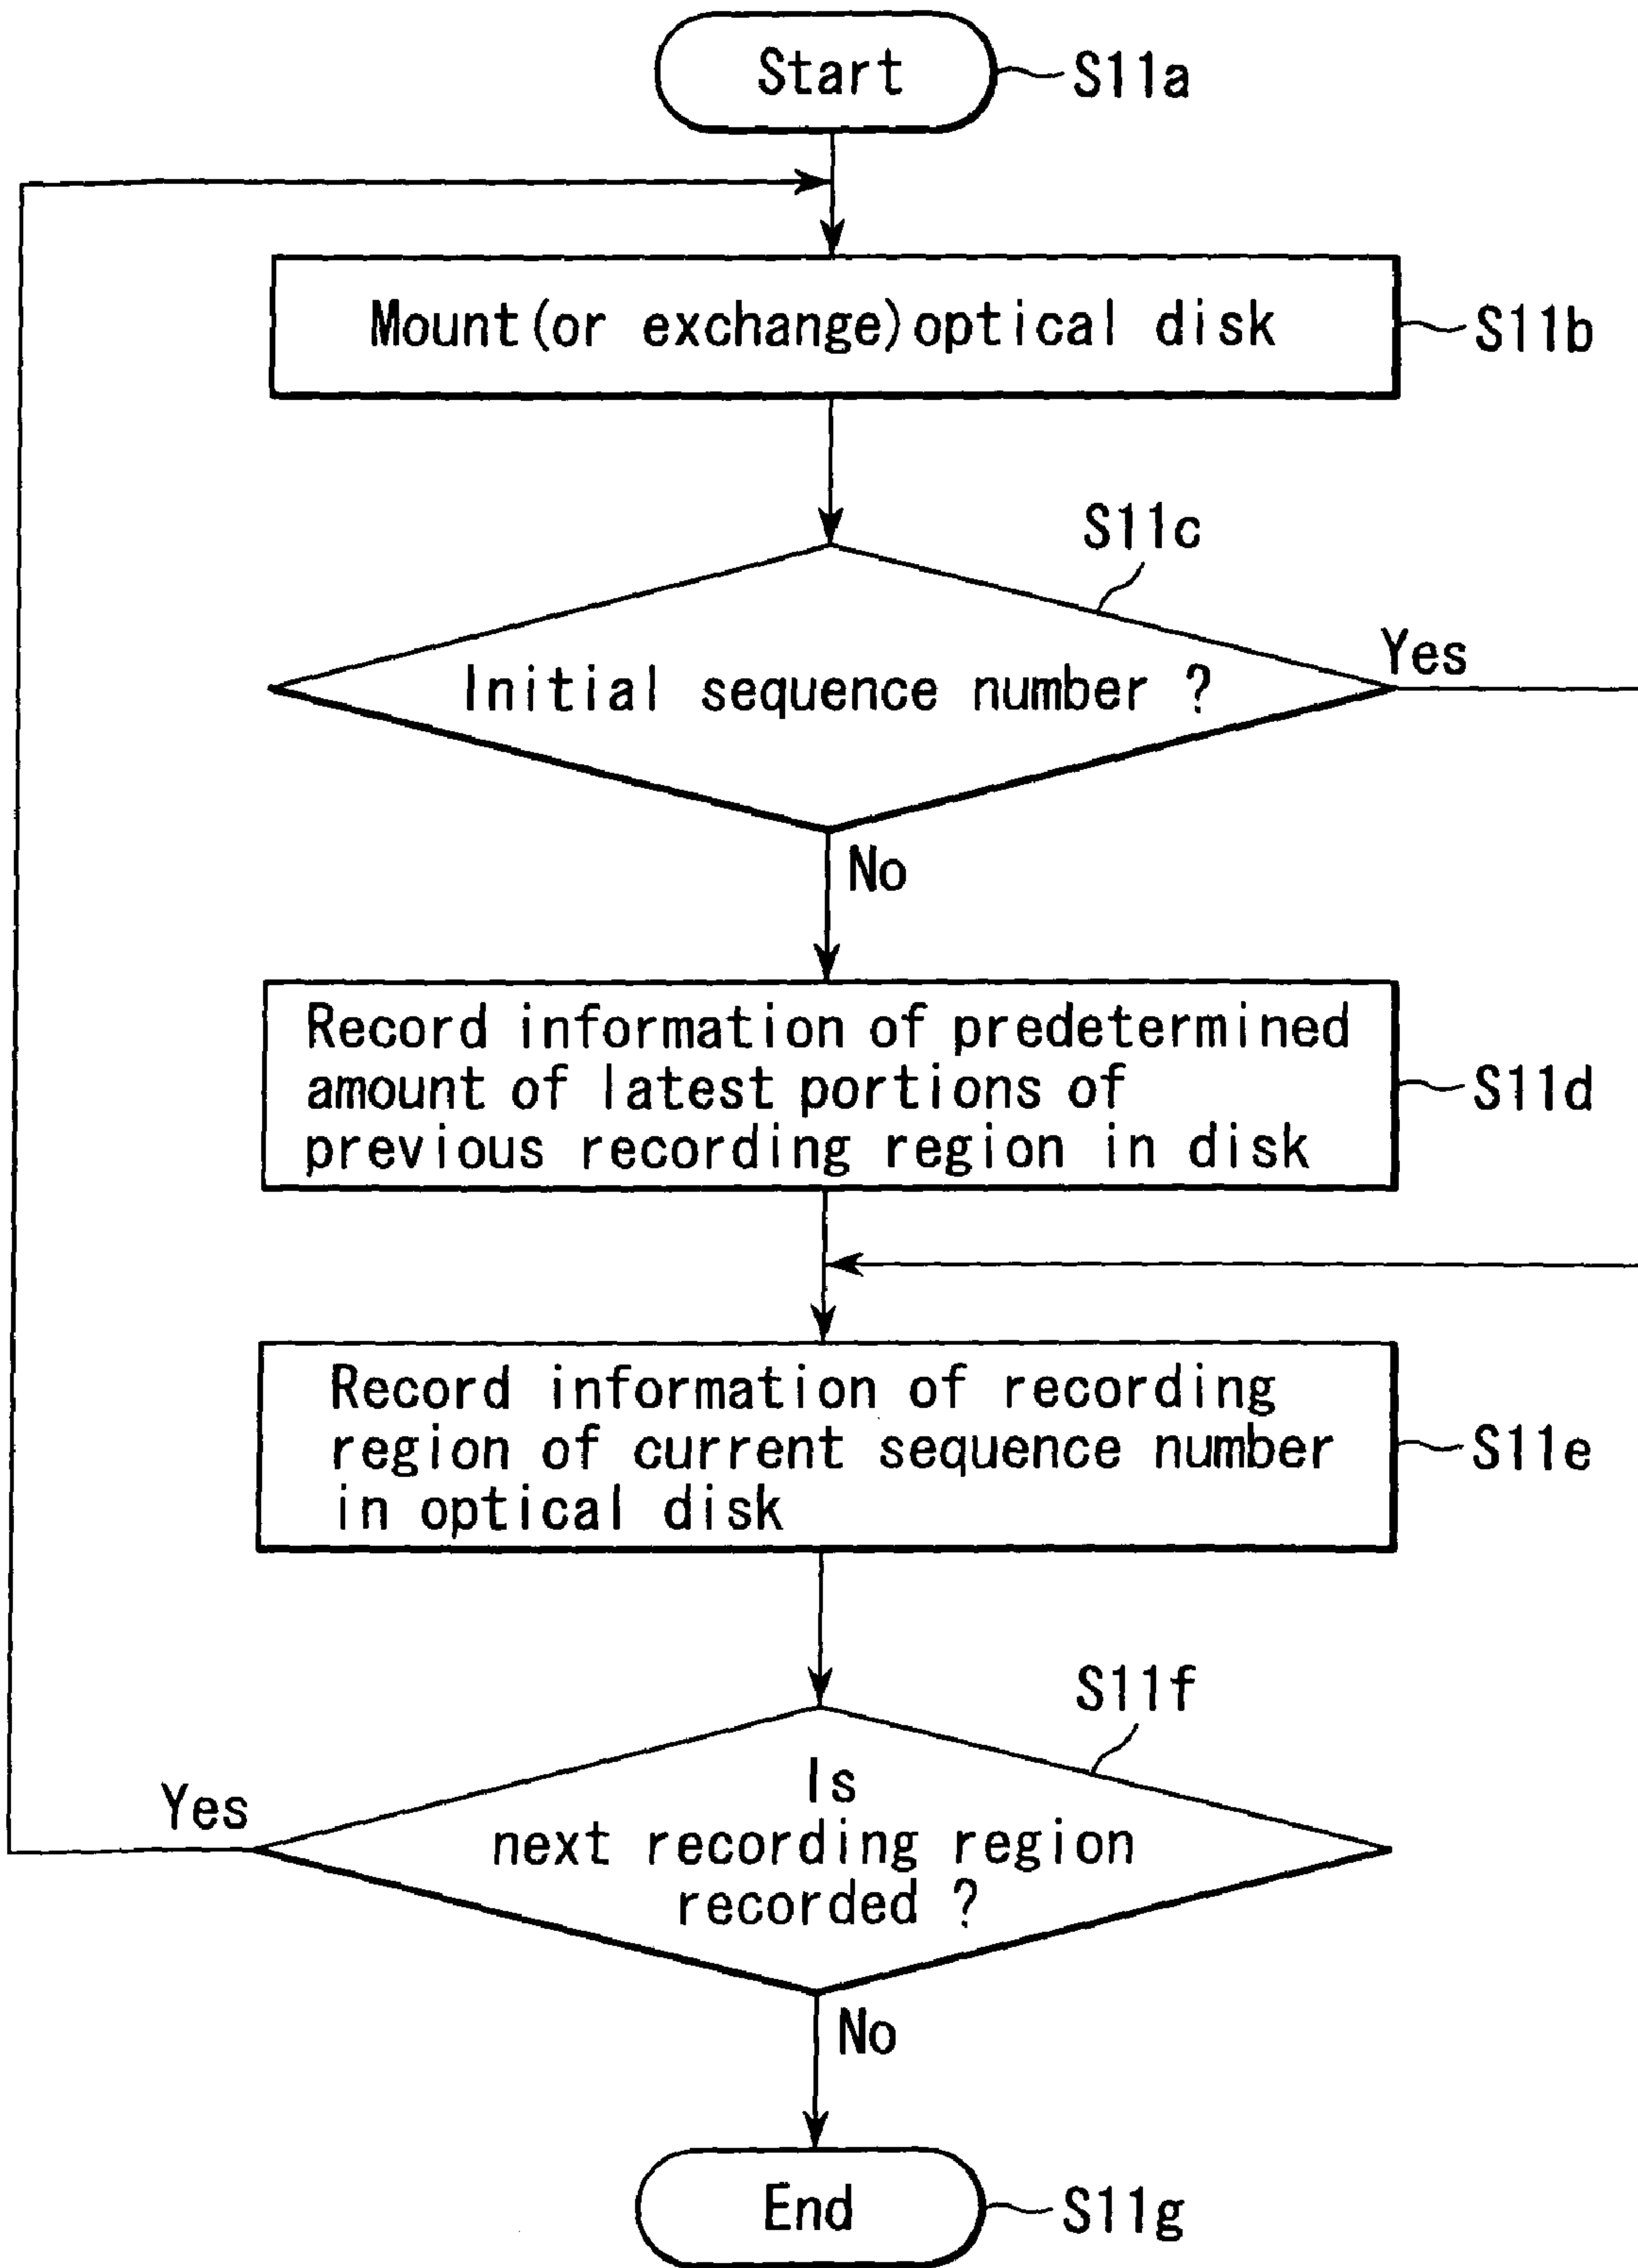 Start
S11a
Mount(or exchange)optical disk
S11b
S11c
Initial sequence number ?
Yes
No
Record information of predetermined
amount of latest portions of
previous recording region in disk
S11d
Record information of recording
region of current sequence number
in optical disk
S11e
S11f
Is
next recording region
recorded ?
Yes
No
End
S11g